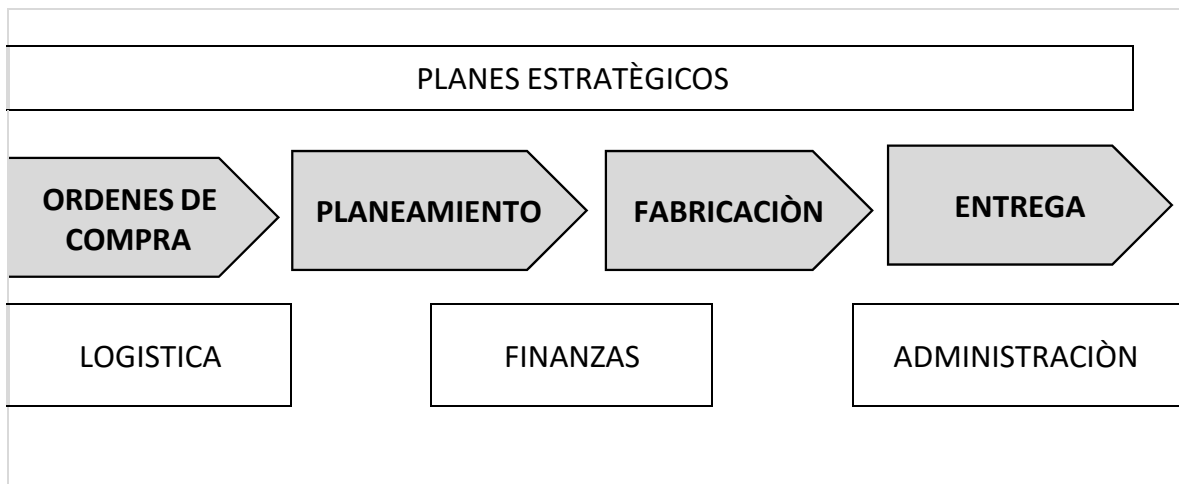 PLANES ESTRATÈGICOS
ORDENES DE
COMPRA
PLANEAMIENTO
FABRICACIÒN
ENTREGA
LOGISTICA
FINANZAS
ADMINISTRACIÒN